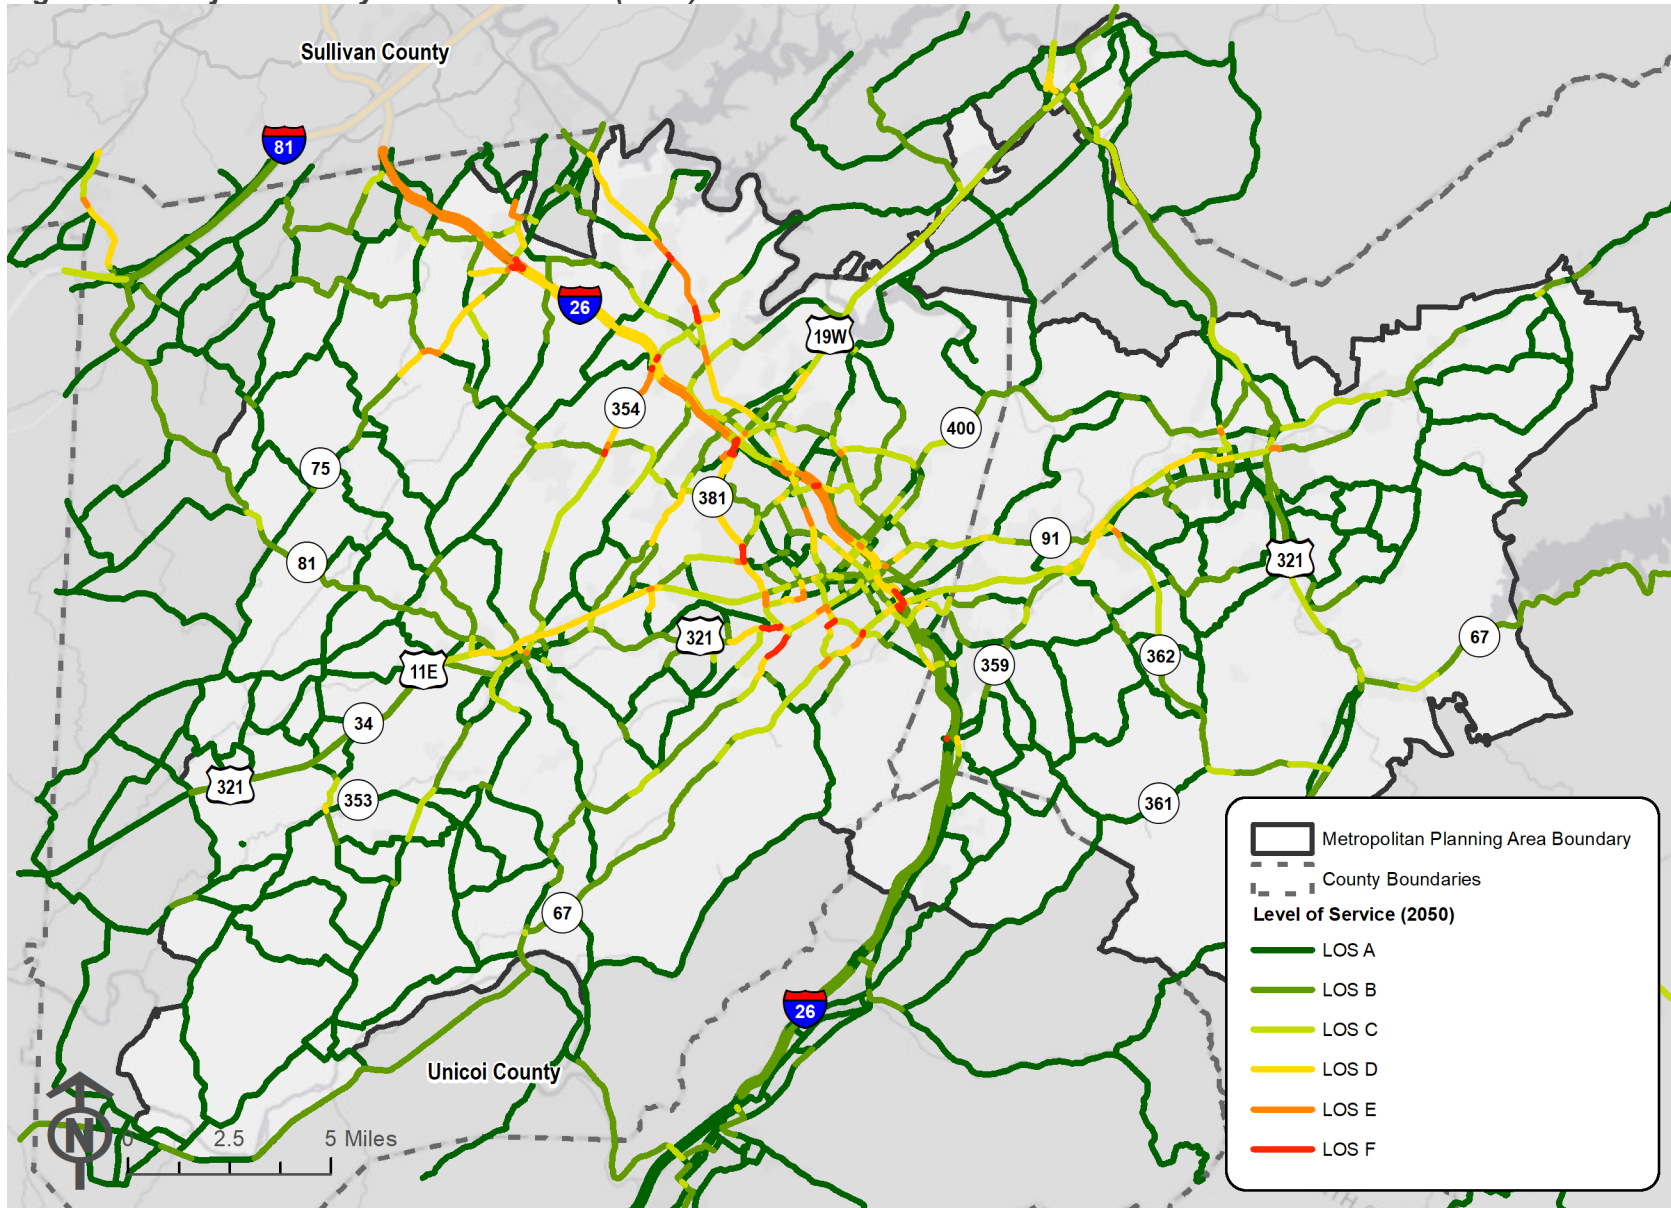 Sullivan County
81
26
19W
354
400
75
381
91
81
321
321
67
11E
359
362
34
321
353
361
67
26
Unicoi County
N
0 2.5 5 Miles
Metropolitan Planning Area Boundary
County Boundaries
Level of Service (2050)
LOS A
LOS B
LOS C
LOS D
LOS E
LOS F